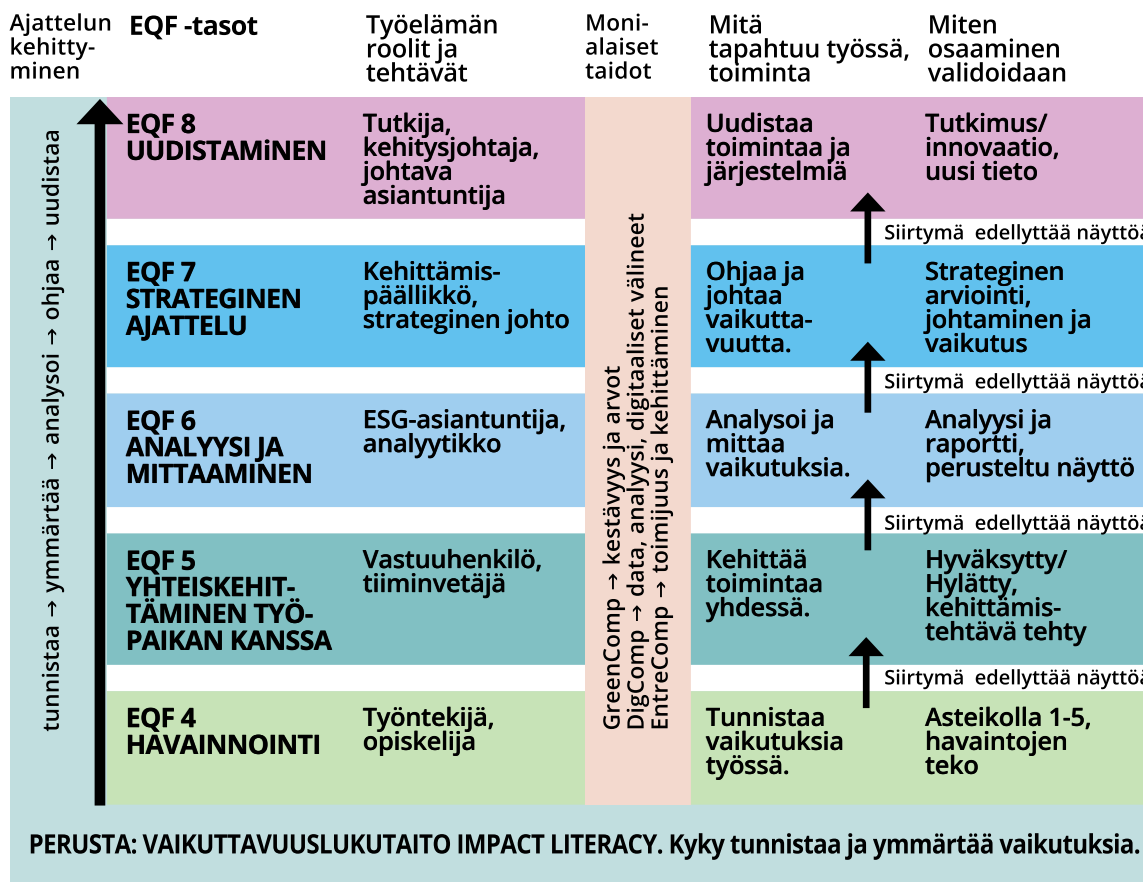 Ajattelun
kehitty-
minen
EQF -tasot
Työelämän
roolit ja
tehtävät
Moni-
alaiset
taidot
Mitä
tapahtuu työssä,
toiminta
Miten
osaaminen
validoidaan
tunnistaa → ymmärtää → analysoi → ohjaa → uudistaa
EQF 8
UUDISTAMiNEN
Tutkija,
kehitysjohtaja,
johtava
asiantuntija
Uudistaa
toimintaa ja
järjestelmiä
Tutkimus/
innovaatio,
uusi tieto
Siirtymä edellyttää näyttöä
EQF 7
STRATEGINEN
AJATTELU
Kehittämis-
päällikkö,
strateginen johto
Ohjaa ja
johtaa
vaikutta-
vuutta.
Strateginen
arviointi,
johtaminen ja
vaikutus
Siirtymä edellyttää näyttöä
EQF 6
ANALYYSI JA
MITTAAMINEN
ESG-asiantuntija,
analyytikko
Analysoi ja
mittaa
vaikutuksia.
Analyysi ja
raportti,
perusteltu näyttö
Siirtymä edellyttää näyttöä
EQF 5
YHTEISKEHIT-
TÄMINEN TYÖ-
PAIKAN KANSSA
Vastuuhenkilö,
tiiminvetäjä
Kehittää
toimintaa
yhdessä.
Hyväksytty/
Hylätty,
kehittämis-
tehtävä tehty
Siirtymä edellyttää näyttöä
EQF 4
HAVAINNOINTI
Työntekijä,
opiskelija
Tunnistaa
vaikutuksia
työssä.
Asteikolla 1-5,
havaintojen
teko
GreenComp → kestävyys ja arvot
DigComp → data, analyysi, digitaaliset välineet
EntreComp → toimijuus ja kehittäminen
PERUSTA: VAIKUTTAVUUSLUKUTAITO IMPACT LITERACY. Kyky tunnistaa ja ymmärtää vaikutuksia.